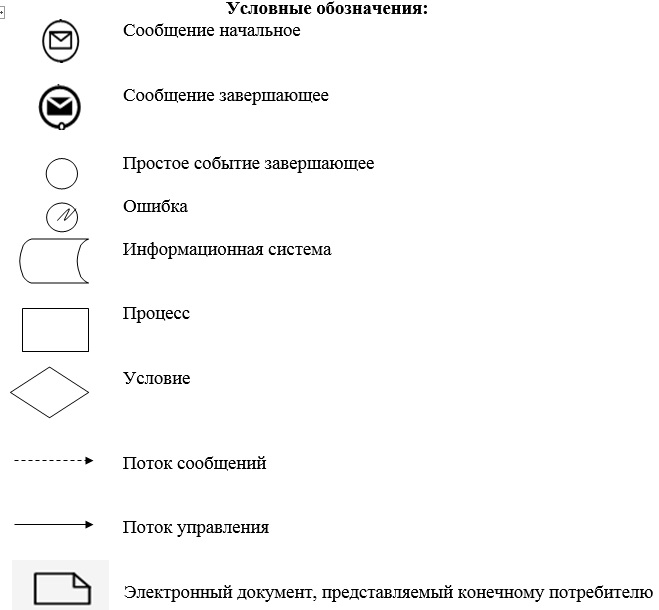 Условные обозначения:
Сообщение начальное
Сообщение завершающее
Простое событие завершающее
Ошибка
Информационная система
Процесс
Условие
Поток сообщений
Поток управления
Электронный документ, представляемый конечному потребителю